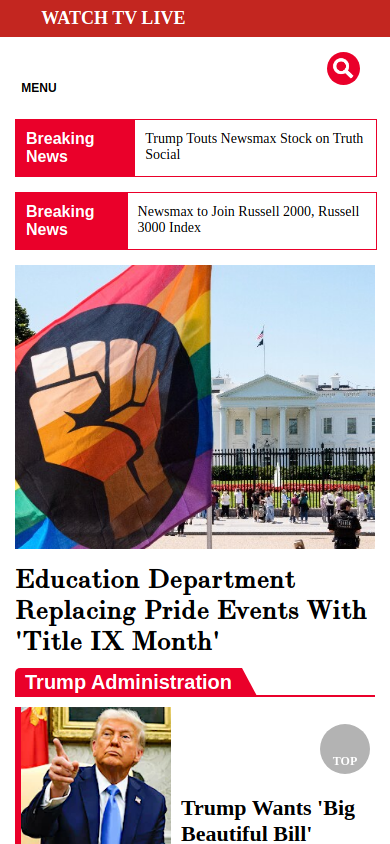 WATCH TV LIVE
MENU
Breaking
News
Trump Touts Newsmax Stock on Truth
Social
Breaking
News
Newsmax to Join Russell 2000, Russell
3000 Index
Education Department
Replacing Pride Events With
'Title IX Month'
Trump Administration
TOP
Trump Wants 'Big
Beautiful Bill'